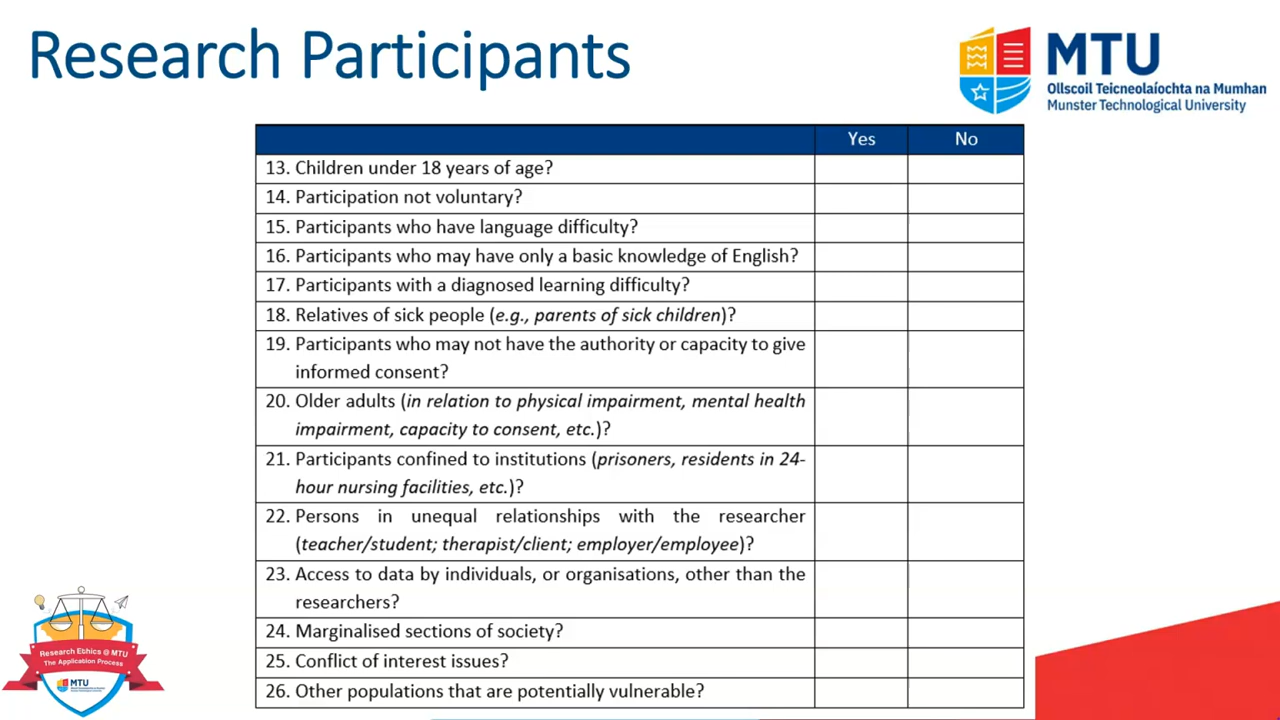 Research Participants
MTU
Ollscoil Teicneolaíochta na Mumhan
Munster Technological University
Yes No
13. Children under 18 years of age?
14. Participation not voluntary?
15. Participants who have language difficulty?
16. Participants who may have only a basic knowledge of English?
17. Participants with a diagnosed learning difficulty?
18. Relatives of sick people (e.g., parents of sick children)?
19. Participants who may not have the authority or capacity to give
informed consent?
20. Older adults (in relation to physical impairment, mental health
impairment, capacity to consent, etc.)?
21. Participants confined to institutions (prisoners, residents in 24-
hour nursing facilities, etc.)?
22. Persons in unequal relationships with the researcher
(teacher/student; therapist/client; employer/employee)?
23. Access to data by individuals, or organisations, other than the
researchers?
24. Marginalised sections of society?
25. Conflict of interest issues?
26. Other populations that are potentially vulnerable?
Research Ethics @ MTU
The Application Process
MTU